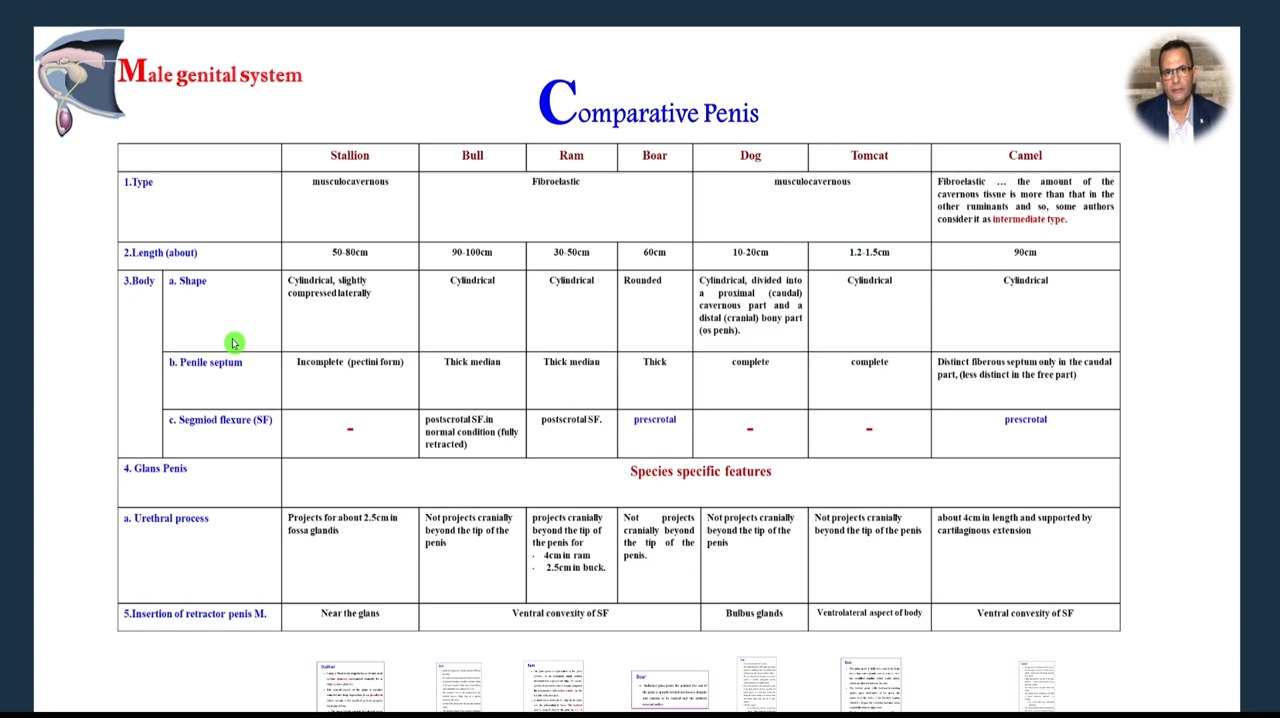 Male genital system
Comparative Penis
Stallion Bull Ram Boar Dog Tomcat Camel
1.Type
musculocavernous
Fibroelastic
musculocavernous
Fibroelastic ... the amount of the
cavernous tissue is more than that in the
other ruminants and so, some authors
consider it as intermediate type.
2.Length (about)
50-80cm
90-100cm
30-50cm
60cm
10-20cm
1.2-1.5cm
90cm
3.Body
a. Shape
Cylindrical, slightly
compressed laterally
Cylindrical
Cylindrical
Rounded
Cylindrical, divided into
a proximal (caudal)
cavernous part and a
distal (cranial) bony part
(os penis).
Cylindrical
Cylindrical
b. Penile septum
Incomplete (pectini form)
Thick median
Thick median
Thick
complete
complete
Distinct fiberous septum only in the caudal
part, (less distinct in the free part)
c. Segmiod flexure (SF)
-
postscrotal SF.in
normal condition (fully
retracted)
postscrotal SF.
prescrotal
-
-
prescrotal
4. Glans Penis
Species specific features
a. Urethral process
Projects for about 2.5cm in
fossa glandis
Not projects cranially
beyond the tip of the
penis
projects cranially
beyond the tip of
the penis for
· 4cm in ram
· 2.5cm in buck.
Not projects
cranially beyond
the tip of the
penis.
Not projects cranially
beyond the tip of the
penis
Not projects cranially
beyond the tip of the penis
about 4cm in length and supported by
cartilaginous extension
5.Insertion of retractor penis M.
Near the glans
Ventral convexity of SF
Bulbus glands
Ventrolateral aspect of body
Ventral convexity of SF
Stallion
Boar